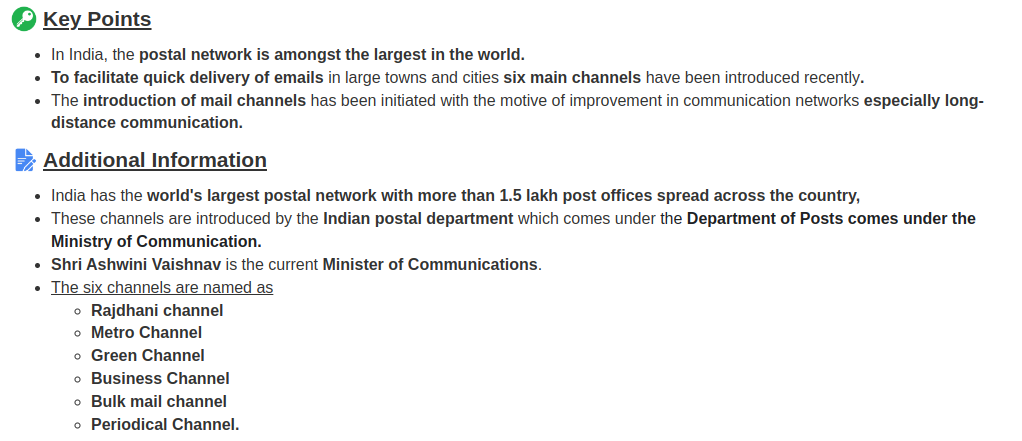 Key Points
In India, the postal network is amongst the largest in the world.
To facilitate quick delivery of emails in large towns and cities six main channels have been introduced recently.
The introduction of mail channels has been initiated with the motive of improvement in communication networks especially long-
distance communication.
Additional Information
India has the world's largest postal network with more than 1.5 lakh post offices spread across the country,
These channels are introduced by the Indian postal department which comes under the Department of Posts comes under the
Ministry of Communication.
Shri Ashwini Vaishnav is the current Minister of Communications.
The six channels are named as
Rajdhani channel
Metro Channel
Green Channel
Business Channel
Bulk mail channel
Periodical Channel.